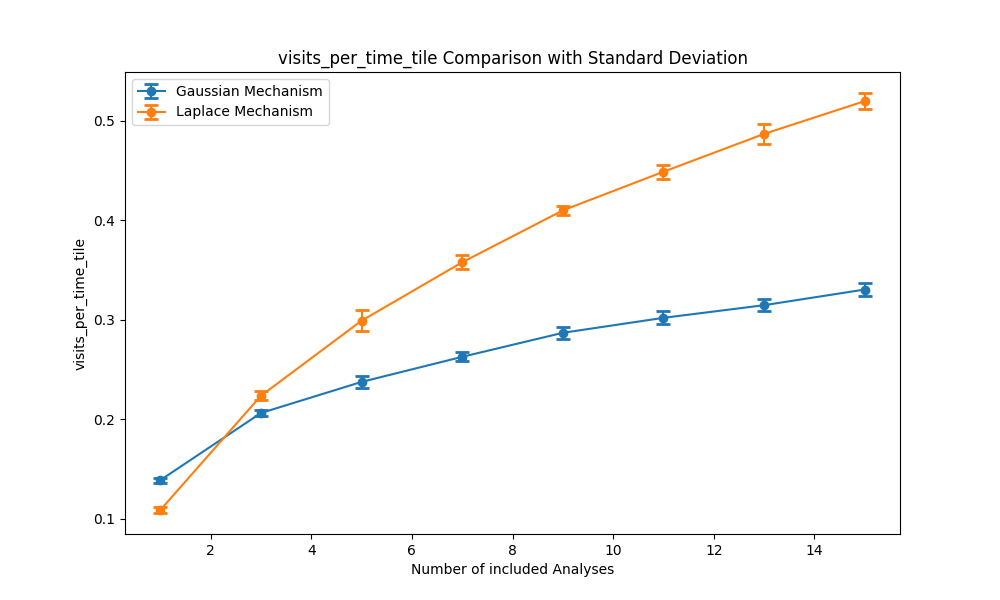 visits_per_time_tile Comparison with Standard Deviation
Gaussian Mechanism
Laplace Mechanism
0.5
0.4
0.3
0.2
0.1
visits_per_time_tile
2 4 6 8 10 12 14
Number of included Analyses